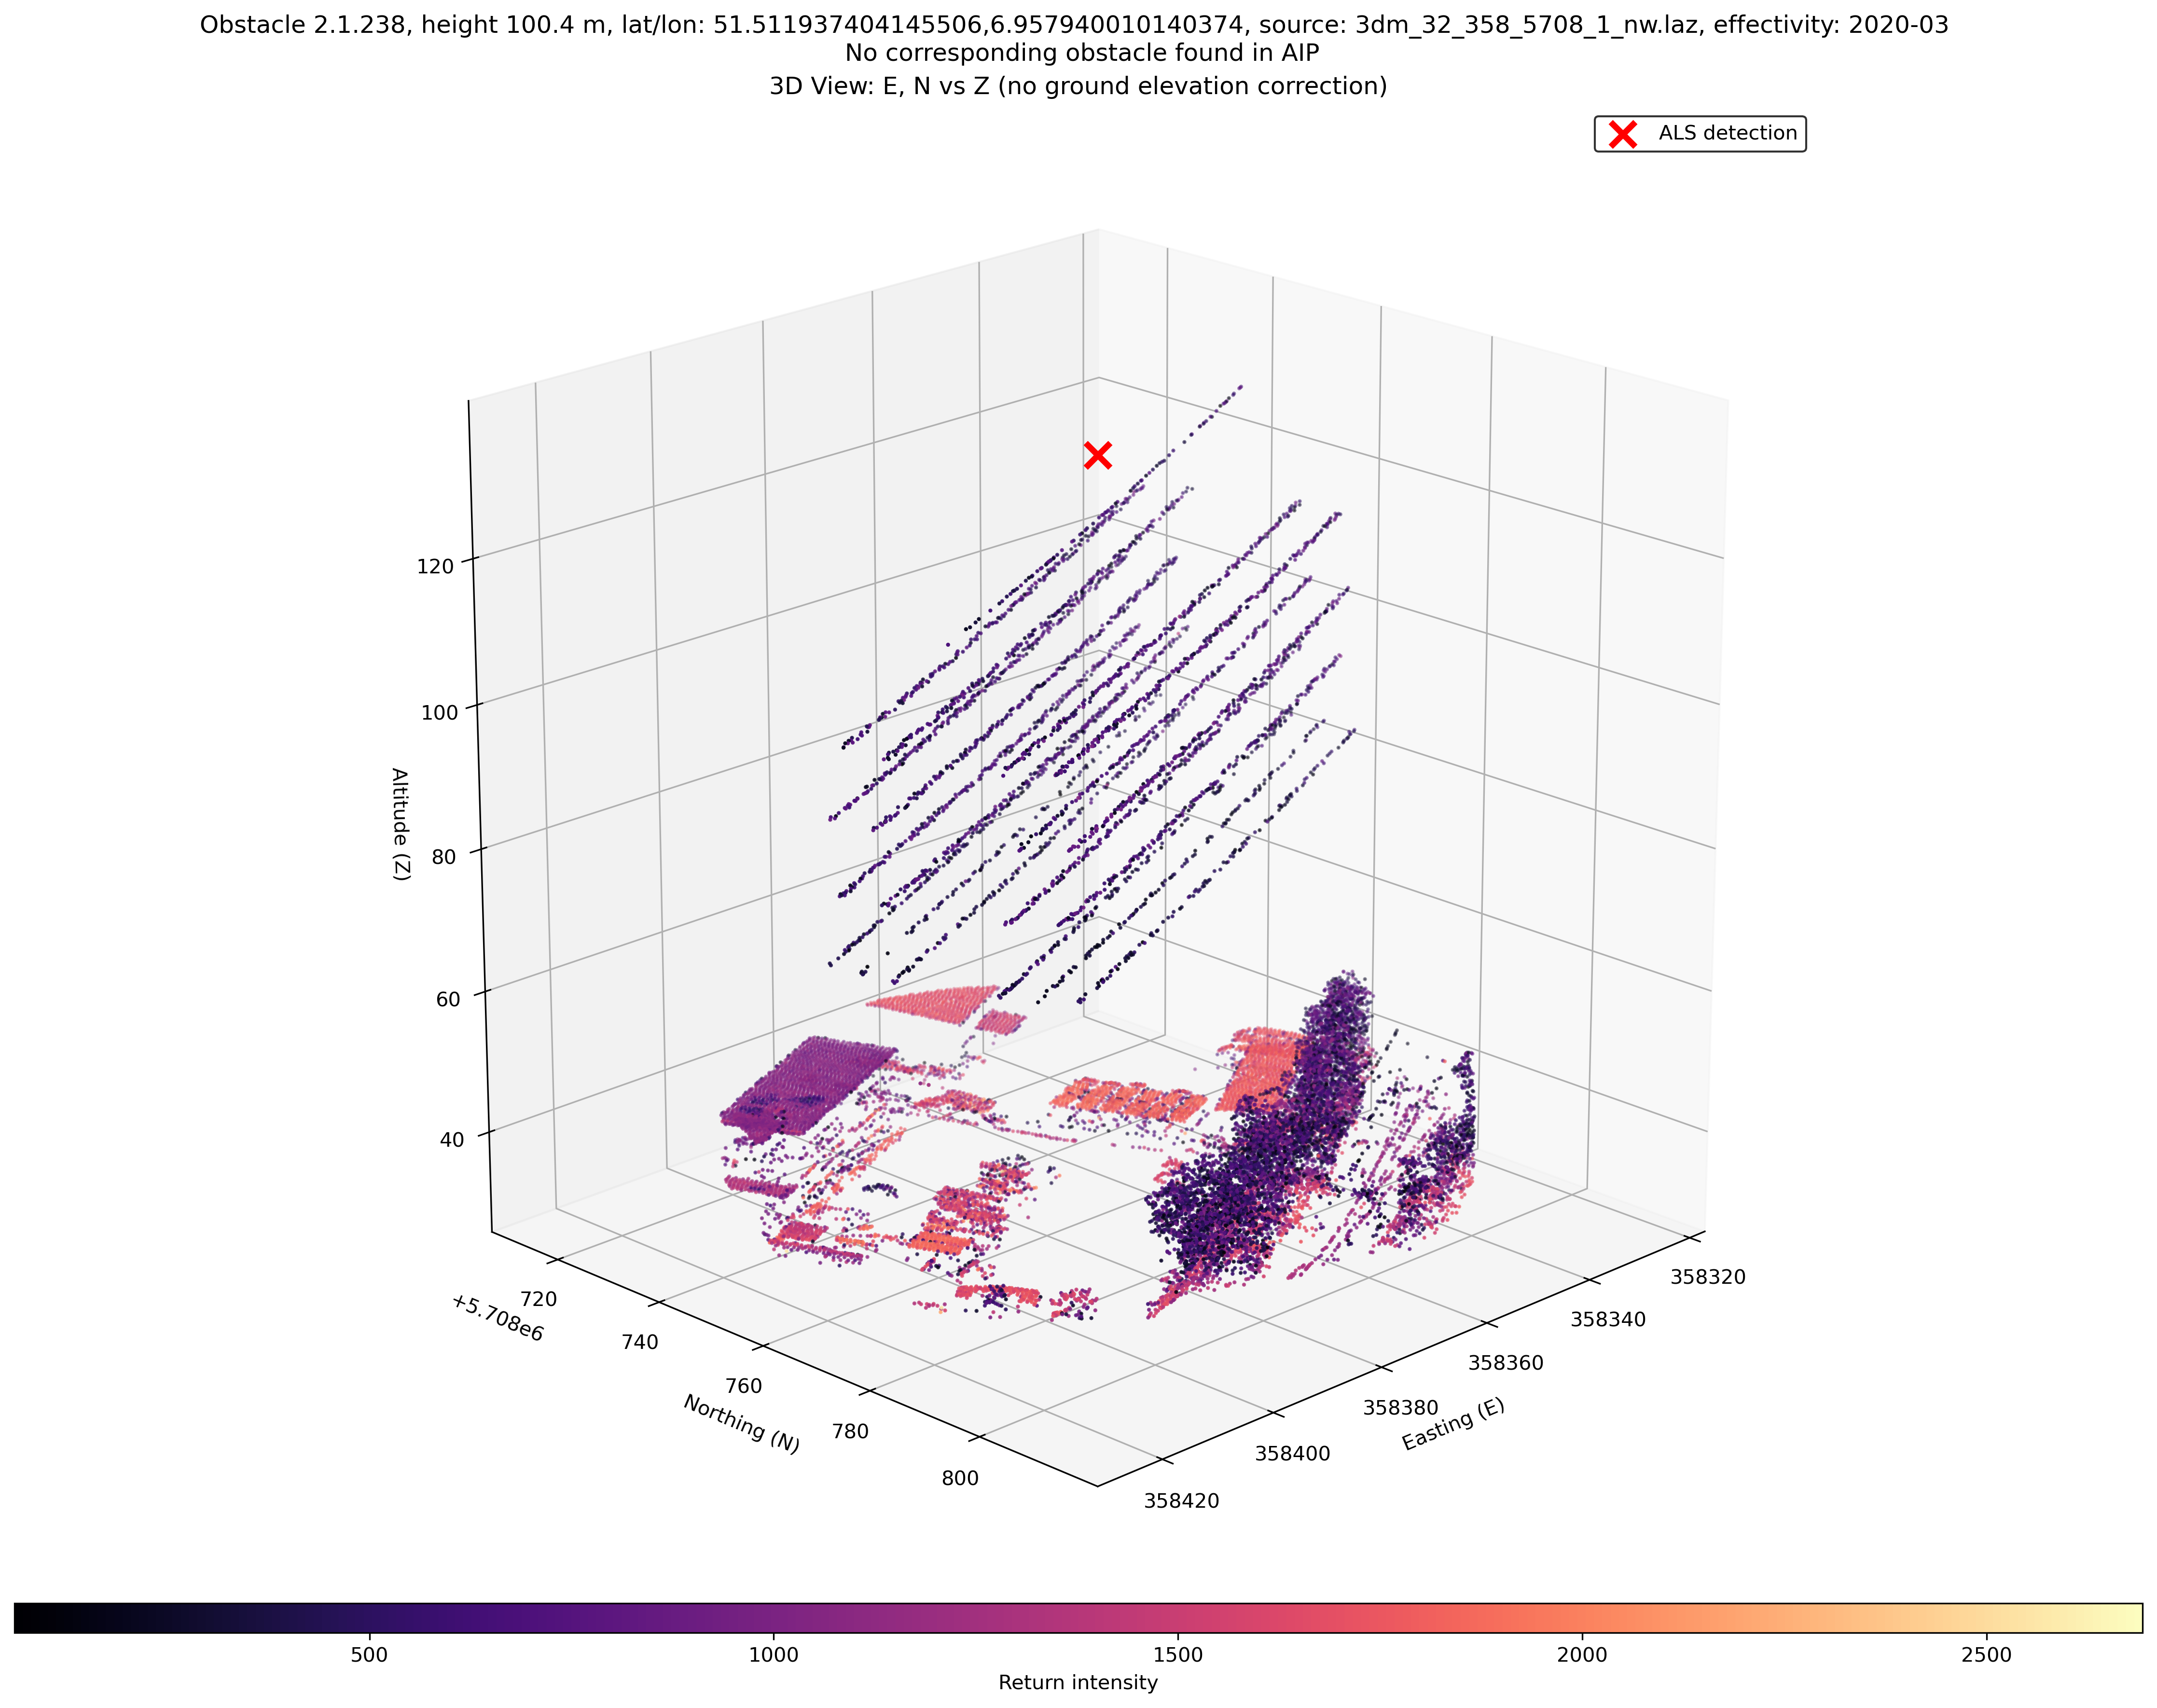 Obstacle 2.1.238, height 100.4 m, lat/lon: 51.511937404145506,6.957940010140374, source: 3dm_32_358_5708_1_nw.laz, effectivity: 2020-03
No corresponding obstacle found in AIP
3D View: E, N vs Z (no ground elevation correction)
ALS detection
120
100
80
60
40
Altitude (Z)
+5.708e6
720
740
760
780
800
Northing (N)
358320
358340
358360
358380
358400
358420
Easting (E)
500
1000
1500
2000
2500
Return intensity